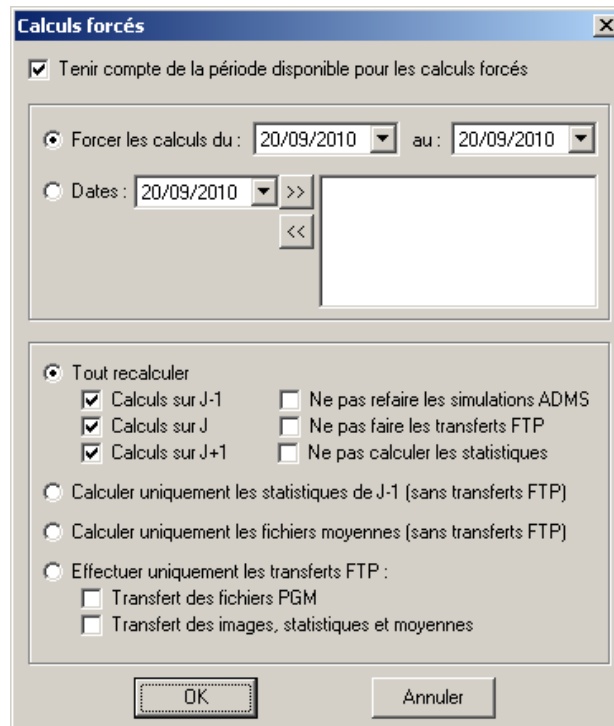 Calculs forcés
Tenir compte de la période disponible pour les calculs forcés
Forcer les calculs du : 20/09/2010 au : 20/09/2010
Dates : 20/09/2010 >>
<<
Tout recalculer
Calculs sur J-1 Ne pas refaire les simulations ADMS
Calculs sur J Ne pas faire les transferts FTP
Calculs sur J+1 Ne pas calculer les statistiques
Calculer uniquement les statistiques de J-1 (sans transferts FTP)
Calculer uniquement les fichiers moyennes (sans transferts FTP)
Effectuer uniquement les transferts FTP :
Transfert des fichiers PGM
Transfert des images, statistiques et moyennes
OK Annuler